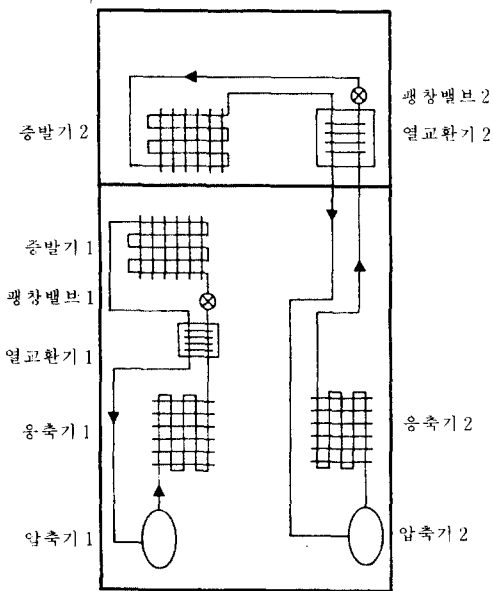 팽창밸브 2
증발기 2
열교환기 2
증발기 1
팽창밸브 1
열교환기 1
응축기 1
응축기 2
압축기 1
압축기 2